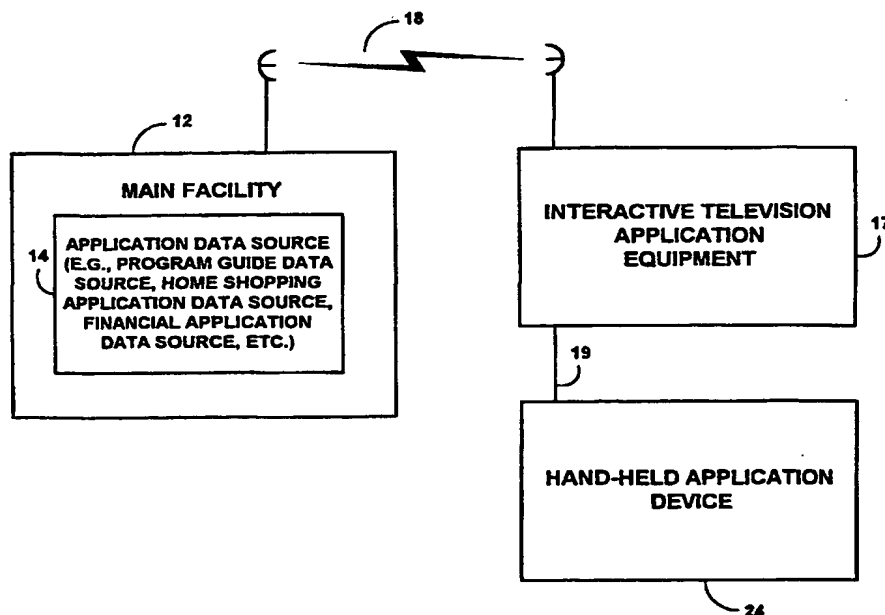 18
12
MAIN FACILITY
14
APPLICATION DATA SOURCE
(E.G., PROGRAM GUIDE DATA
SOURCE, HOME SHOPPING
APPLICATION DATA SOURCE,
FINANCIAL APPLICATION
DATA SOURCE, ETC.)
INTERACTIVE TELEVISION
APPLICATION
EQUIPMENT
17
19
HAND-HELD APPLICATION
DEVICE
24